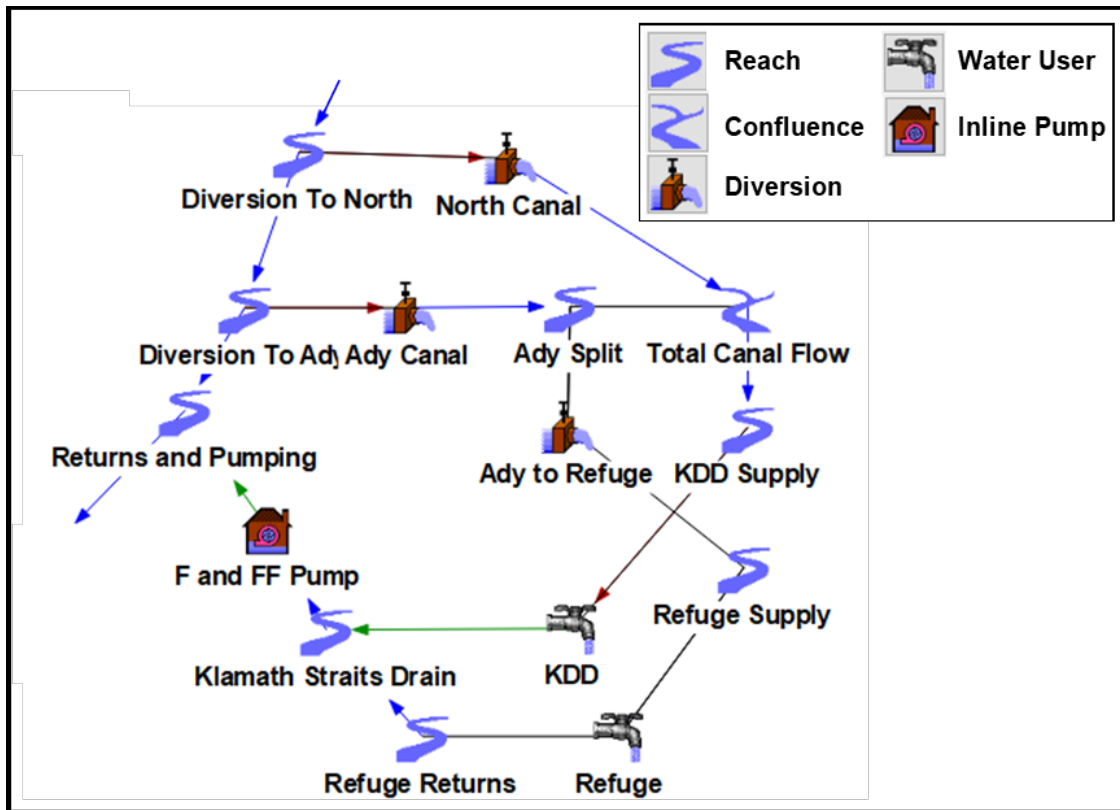 Reach
Water User
Confluence
Inline Pump
Diversion
Diversion To North
North Canal
Diversion To Ady
Ady Canal
Ady Split
Total Canal Flow
Returns and Pumping
Ady to Refuge
KDD Supply
F and FF Pump
Refuge Supply
Klamath Straits Drain
KDD
Refuge Returns
Refuge